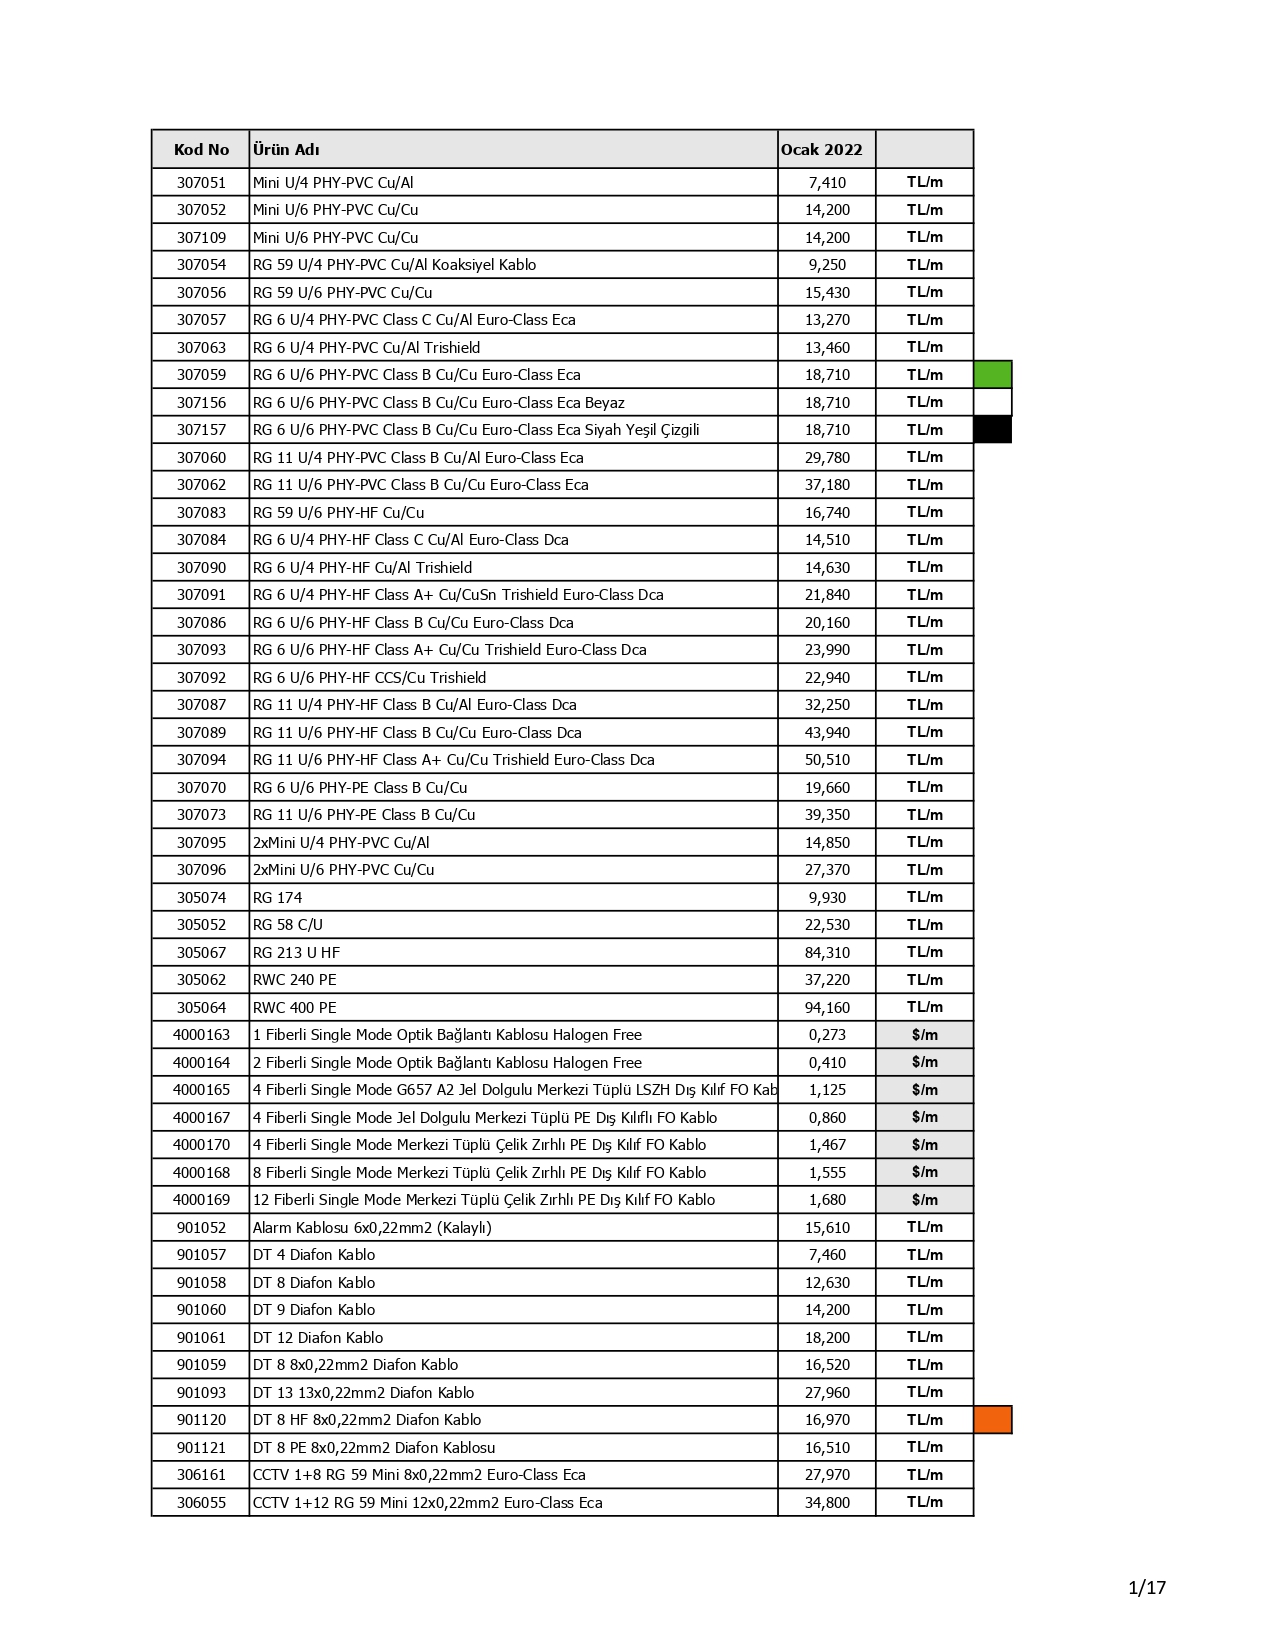 Kod No Ürün Adı Ocak 2022
307051 Mini U/4 PHY-PVC Cu/Al 7,410 TL/m
307052 Mini U/6 PHY-PVC Cu/Cu 14,200 TL/m
307109 Mini U/6 PHY-PVC Cu/Cu 14,200 TL/m
307054 RG 59 U/4 PHY-PVC Cu/Al Koaksiyel Kablo 9,250 TL/m
307056 RG 59 U/6 PHY-PVC Cu/Cu 15,430 TL/m
307057 RG 6 U/4 PHY-PVC Class C Cu/Al Euro-Class Eca 13,270 TL/m
307063 RG 6 U/4 PHY-PVC Cu/Al Trishield 13,460 TL/m
307059 RG 6 U/6 PHY-PVC Class B Cu/Cu Euro-Class Eca 18,710 TL/m
307156 RG 6 U/6 PHY-PVC Class B Cu/Cu Euro-Class Eca Beyaz 18,710 TL/m
307157 RG 6 U/6 PHY-PVC Class B Cu/Cu Euro-Class Eca Siyah Yeşil Çizgili 18,710 TL/m
307060 RG 11 U/4 PHY-PVC Class B Cu/Al Euro-Class Eca 29,780 TL/m
307062 RG 11 U/6 PHY-PVC Class B Cu/Cu Euro-Class Eca 37,180 TL/m
307083 RG 59 U/6 PHY-HF Cu/Cu 16,740 TL/m
307084 RG 6 U/4 PHY-HF Class C Cu/Al Euro-Class Dca 14,510 TL/m
307090 RG 6 U/4 PHY-HF Cu/Al Trishield 14,630 TL/m
307091 RG 6 U/4 PHY-HF Class A+ Cu/CuSn Trishield Euro-Class Dca 21,840 TL/m
307086 RG 6 U/6 PHY-HF Class B Cu/Cu Euro-Class Dca 20,160 TL/m
307093 RG 6 U/6 PHY-HF Class A+ Cu/Cu Trishield Euro-Class Dca 23,990 TL/m
307092 RG 6 U/6 PHY-HF CCS/Cu Trishield 22,940 TL/m
307087 RG 11 U/4 PHY-HF Class B Cu/Al Euro-Class Dca 32,250 TL/m
307089 RG 11 U/6 PHY-HF Class B Cu/Cu Euro-Class Dca 43,940 TL/m
307094 RG 11 U/6 PHY-HF Class A+ Cu/Cu Trishield Euro-Class Dca 50,510 TL/m
307070 RG 6 U/6 PHY-PE Class B Cu/Cu 19,660 TL/m
307073 RG 11 U/6 PHY-PE Class B Cu/Cu 39,350 TL/m
307095 2xMini U/4 PHY-PVC Cu/Al 14,850 TL/m
307096 2xMini U/6 PHY-PVC Cu/Cu 27,370 TL/m
305074 RG 174 9,930 TL/m
305052 RG 58 C/U 22,530 TL/m
305067 RG 213 U HF 84,310 TL/m
305062 RWC 240 PE 37,220 TL/m
305064 RWC 400 PE 94,160 TL/m
4000163 1 Fiberli Single Mode Optik Bağlantı Kablosu Halogen Free 0,273 $/m
4000164 2 Fiberli Single Mode Optik Bağlantı Kablosu Halogen Free 0,410 $/m
4000165 4 Fiberli Single Mode G657 A2 Jel Dolgulu Merkezi Tüplü LSZH Dış Kılıf FO Kab 1,125 $/m
4000167 4 Fiberli Single Mode Jel Dolgulu Merkezi Tüplü PE Dış Kılıflı FO Kablo 0,860 $/m
4000170 4 Fiberli Single Mode Merkezi Tüplü Çelik Zırhlı PE Dış Kılıf FO Kablo 1,467 $/m
4000168 8 Fiberli Single Mode Merkezi Tüplü Çelik Zırhlı PE Dış Kılıf FO Kablo 1,555 $/m
4000169 12 Fiberli Single Mode Merkezi Tüplü Çelik Zırhlı PE Dış Kılıf FO Kablo 1,680 $/m
901052 Alarm Kablosu 6x0,22mm2 (Kalaylı) 15,610 TL/m
901057 DT 4 Diafon Kablo 7,460 TL/m
901058 DT 8 Diafon Kablo 12,630 TL/m
901060 DT 9 Diafon Kablo 14,200 TL/m
901061 DT 12 Diafon Kablo 18,200 TL/m
901059 DT 8 8x0,22mm2 Diafon Kablo 16,520 TL/m
901093 DT 13 13x0,22mm2 Diafon Kablo 27,960 TL/m
901120 DT 8 HF 8x0,22mm2 Diafon Kablo 16,970 TL/m
901121 DT 8 PE 8x0,22mm2 Diafon Kablosu 16,510 TL/m
306161 CCTV 1+8 RG 59 Mini 8x0,22mm2 Euro-Class Eca 27,970 TL/m
306055 CCTV 1+12 RG 59 Mini 12x0,22mm2 Euro-Class Eca 34,800 TL/m
1/17